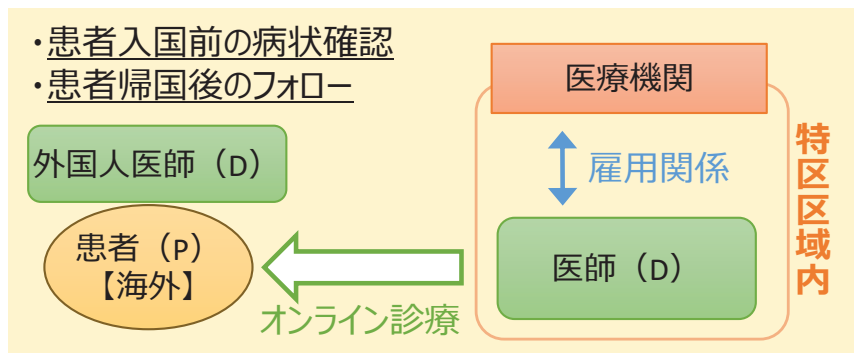 ・患者入国前の病状確認
・患者帰国後のフォロー
医療機関
雇用関係
特区区域内
外国人医師（D）
患者（P）
【海外】
医師（D）
オンライン診療